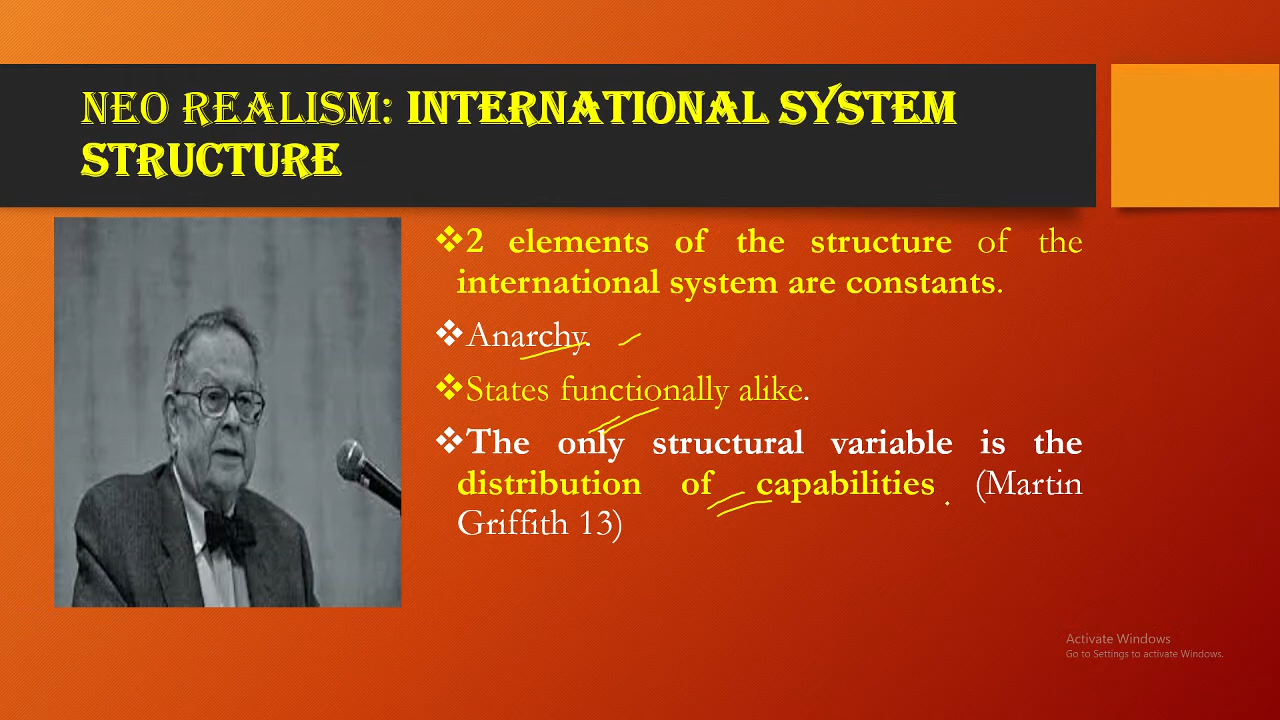 NEO REALISM: INTERNATIONAL SYSTEM
STRUCTURE
❖2 elements of the structure of the
international system are constants.
❖Anarchy.
❖States functionally alike.
❖The only structural variable is the
distribution of capabilities (Martin
Griffith 13)
Activate Windows
Go to Settings to activate Windows.